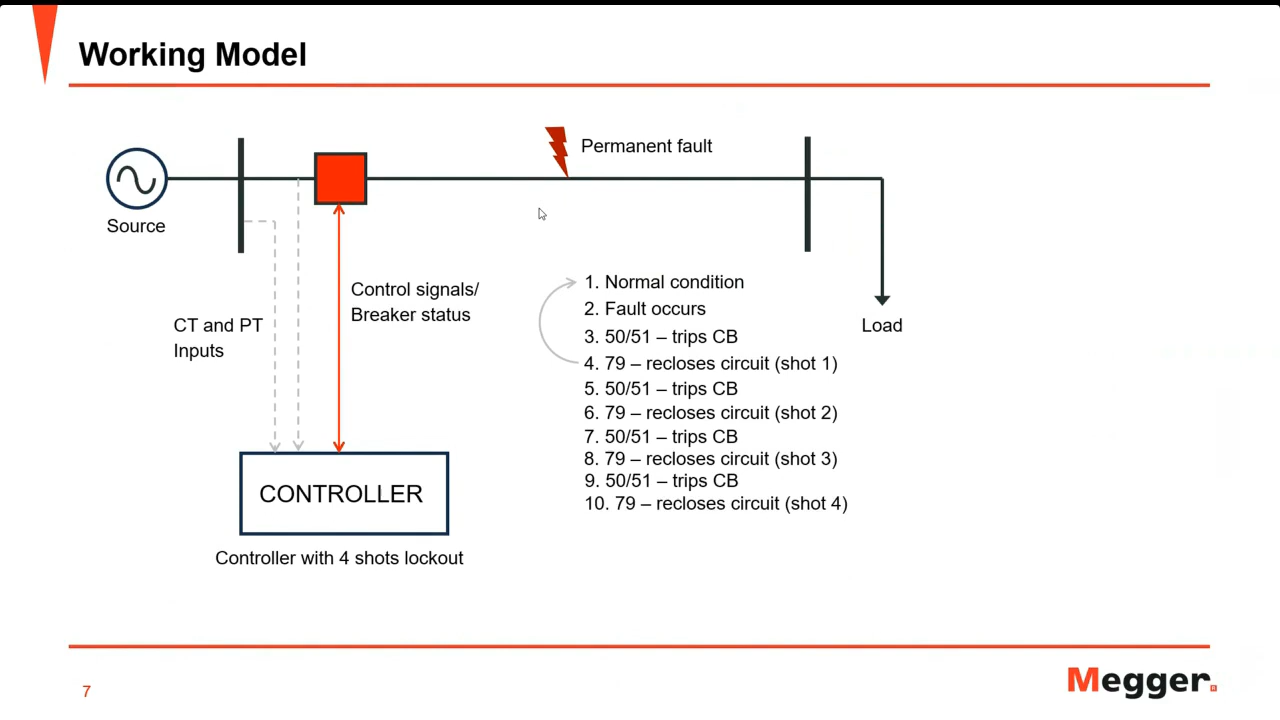 Working Model
Permanent fault
Source
Control signals/
Breaker status
CT and PT
Inputs
1. Normal condition
2. Fault occurs
3. 50/51 – trips CB
4. 79 – recloses circuit (shot 1)
5. 50/51 – trips CB
6. 79 – recloses circuit (shot 2)
7. 50/51 – trips CB
8. 79 – recloses circuit (shot 3)
9. 50/51 – trips CB
10. 79 – recloses circuit (shot 4)
Load
CONTROLLER
Controller with 4 shots lockout
7
Megger